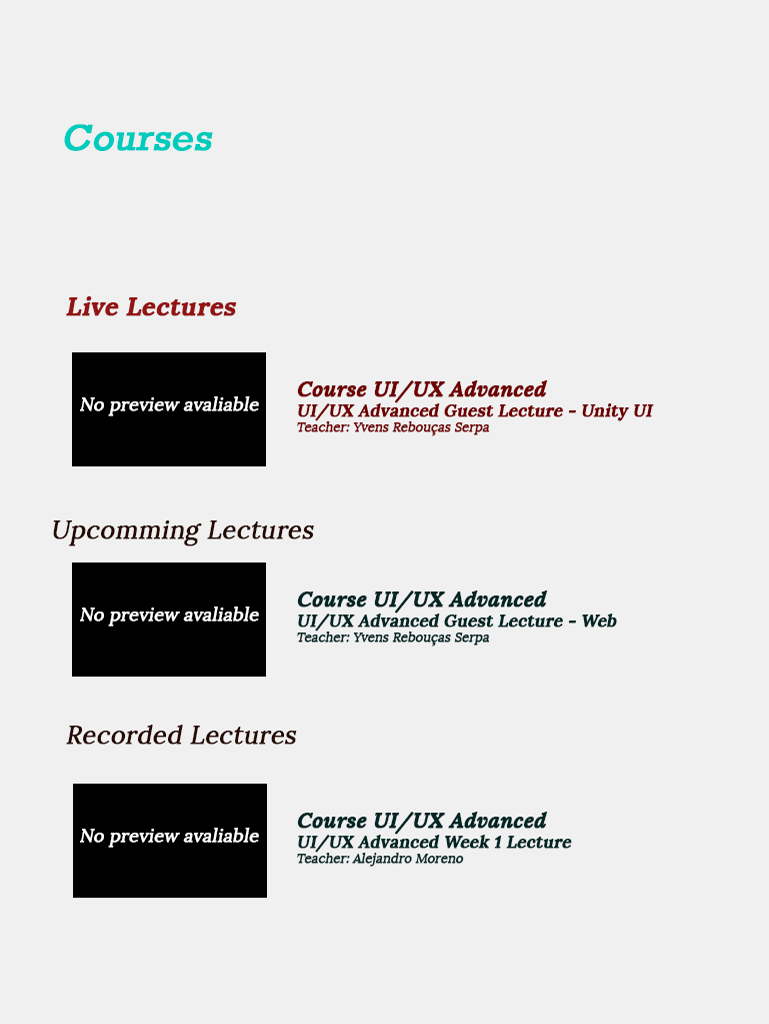 Courses
Live Lectures
No preview avaliable
Course UI/UX Advanced
UI/UX Advanced Guest Lecture - Unity UI
Teacher: Yvens Rebouças Serpa
Upcomming Lectures
No preview avaliable
Course UI/UX Advanced
UI/UX Advanced Guest Lecture - Web
Teacher: Yvens Rebouças Serpa
Recorded Lectures
No preview avaliable
Course UI/UX Advanced
UI/UX Advanced Week 1 Lecture
Teacher: Alejandro Moreno